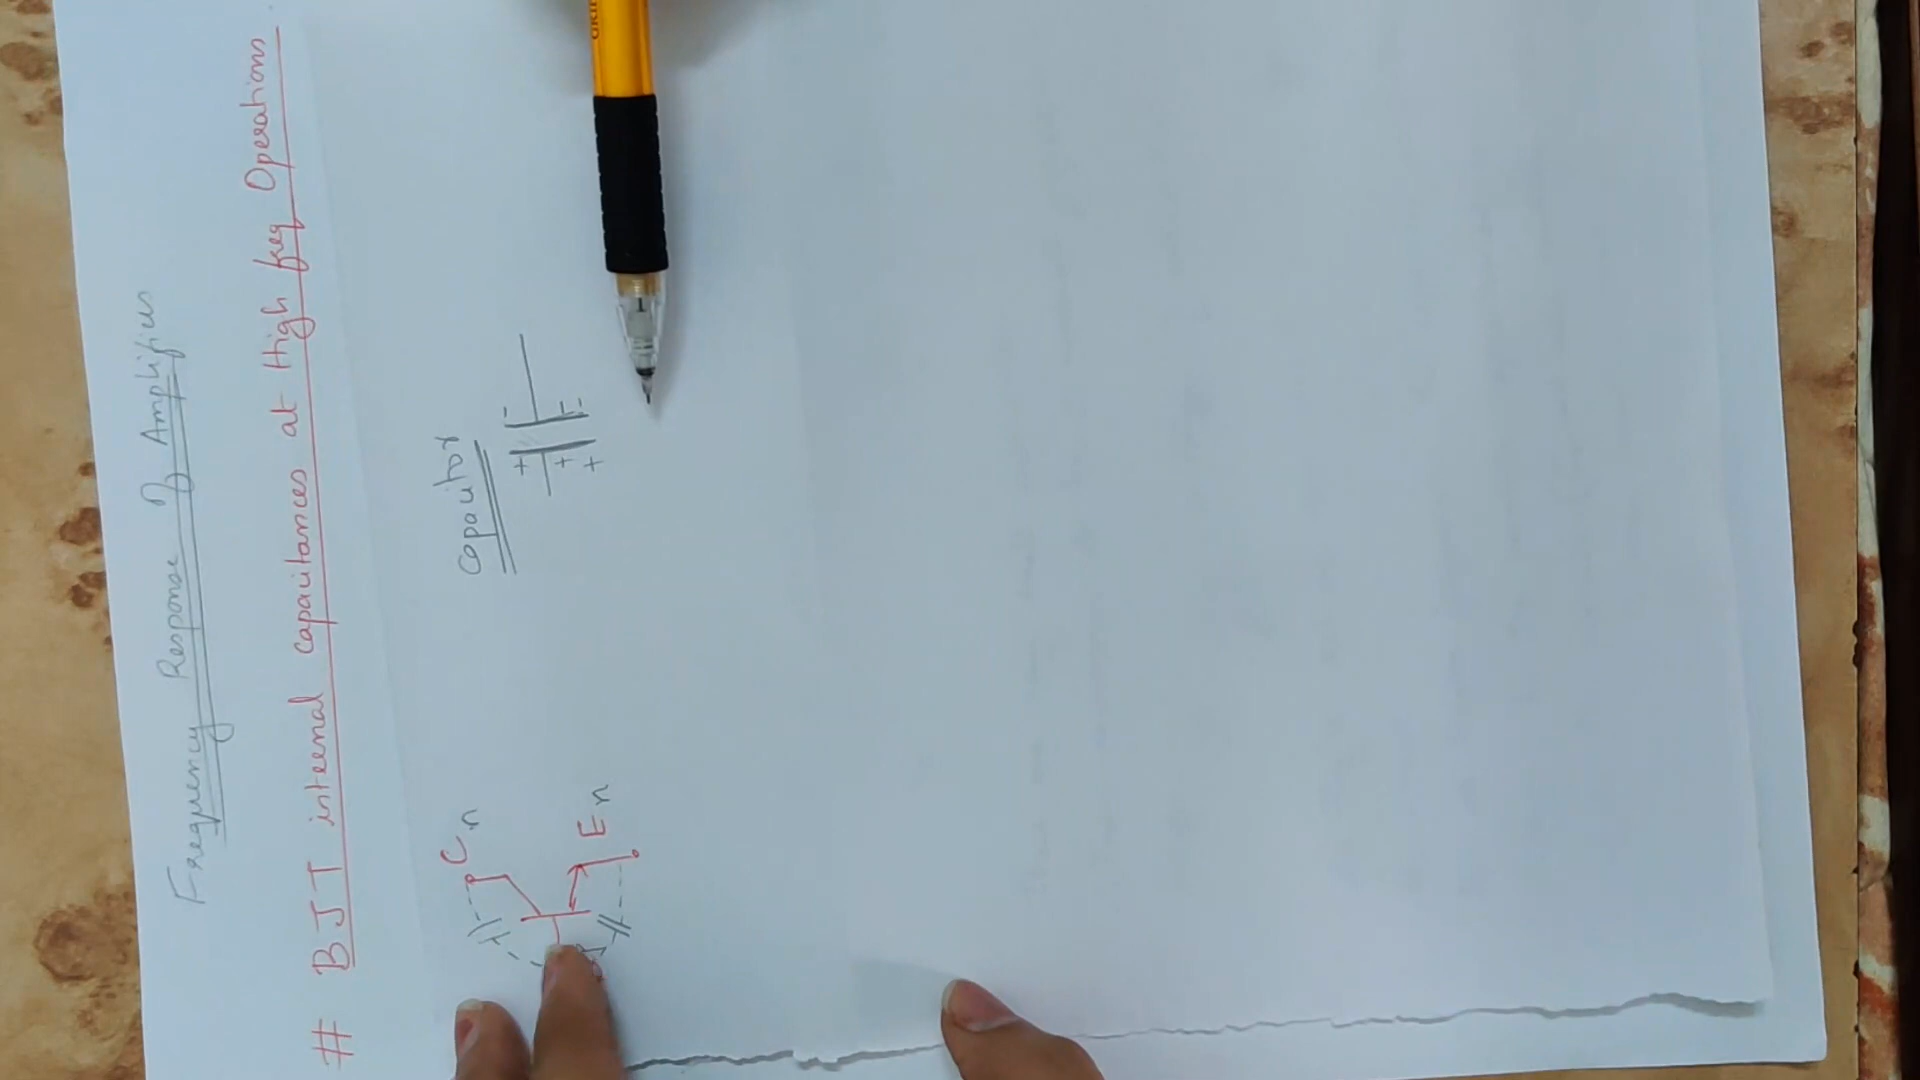 Frequency Response of Amplifiers
# BJT internal capacitances at High freq Operations
Capacitor
+ + +
- - -
C n
E n